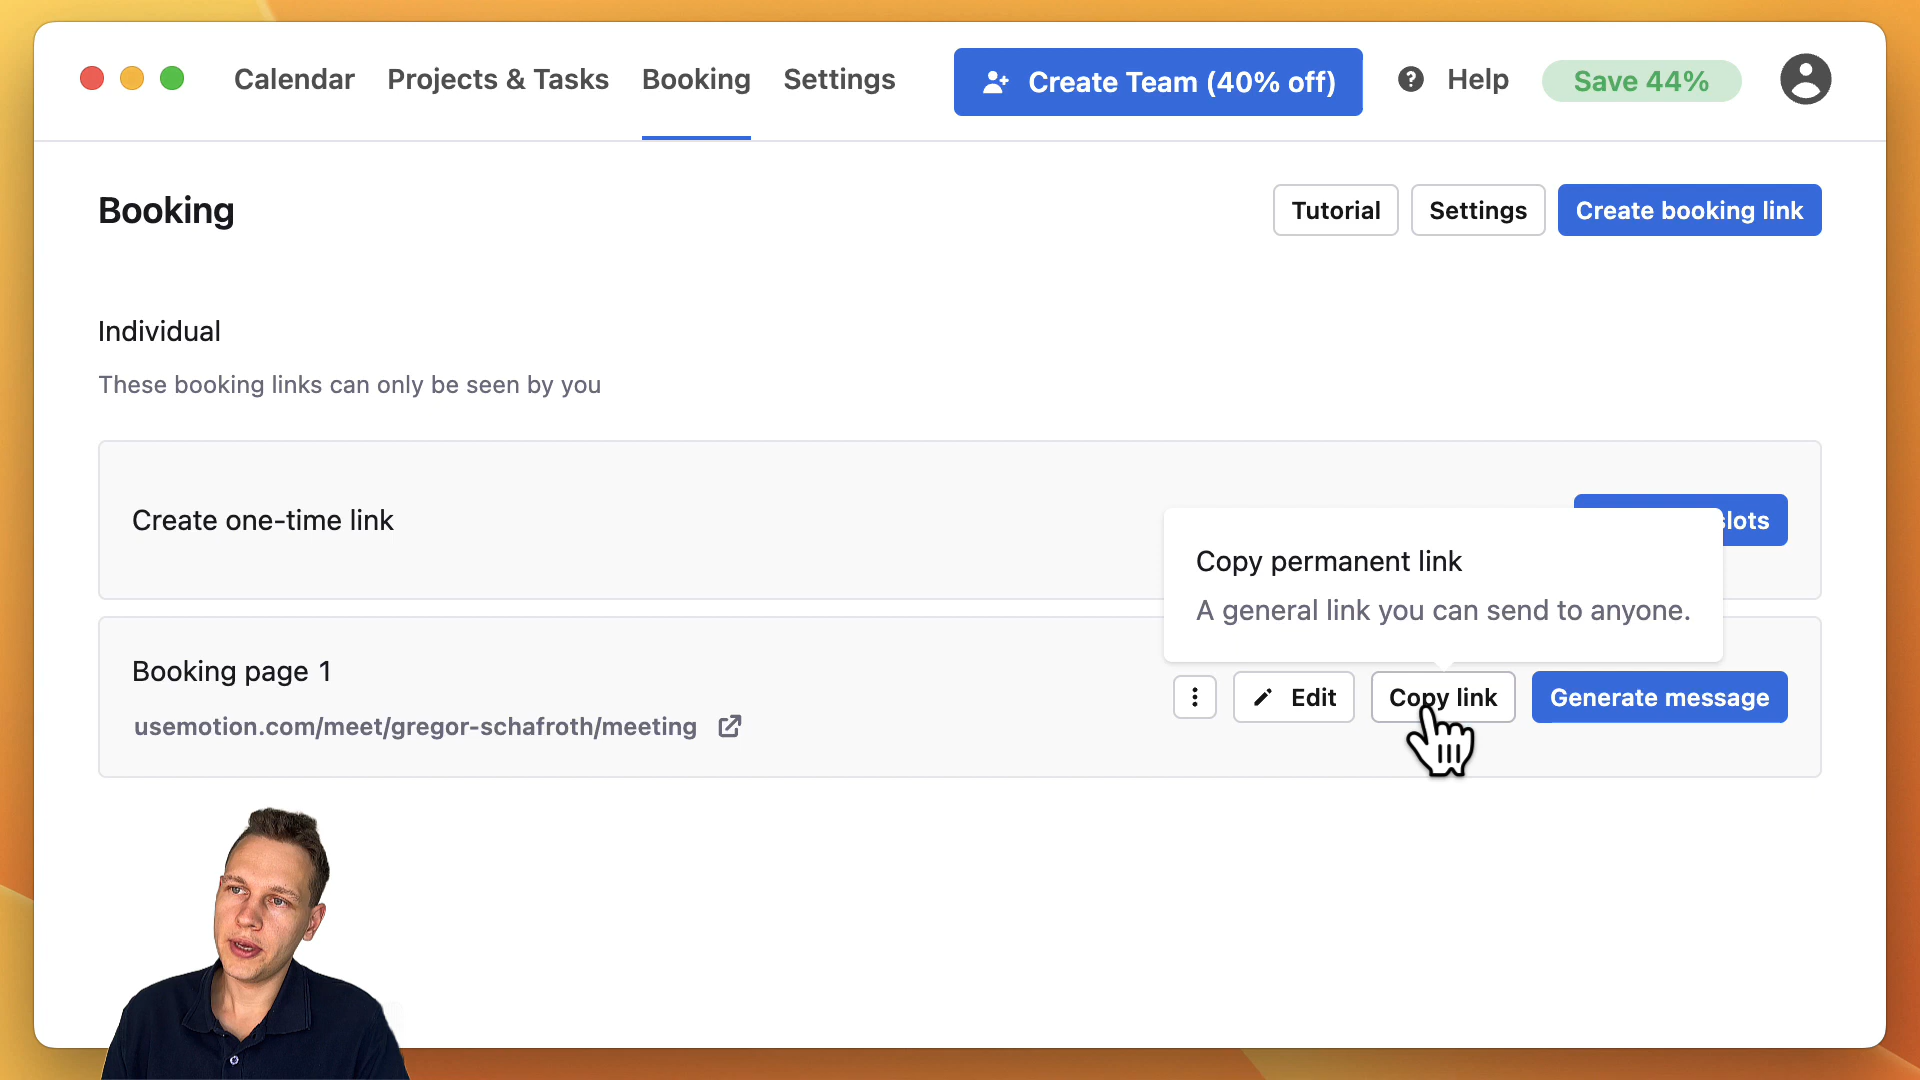 Calendar Projects & Tasks Booking Settings Create Team (40% off) Help Save 44%
Booking Tutorial Settings Create booking link
Individual
These booking links can only be seen by you
Create one-time link slots
Copy permanent link
A general link you can send to anyone.
Booking page 1
Edit Copy link Generate message
usemotion.com/meet/gregor-schafroth/meeting